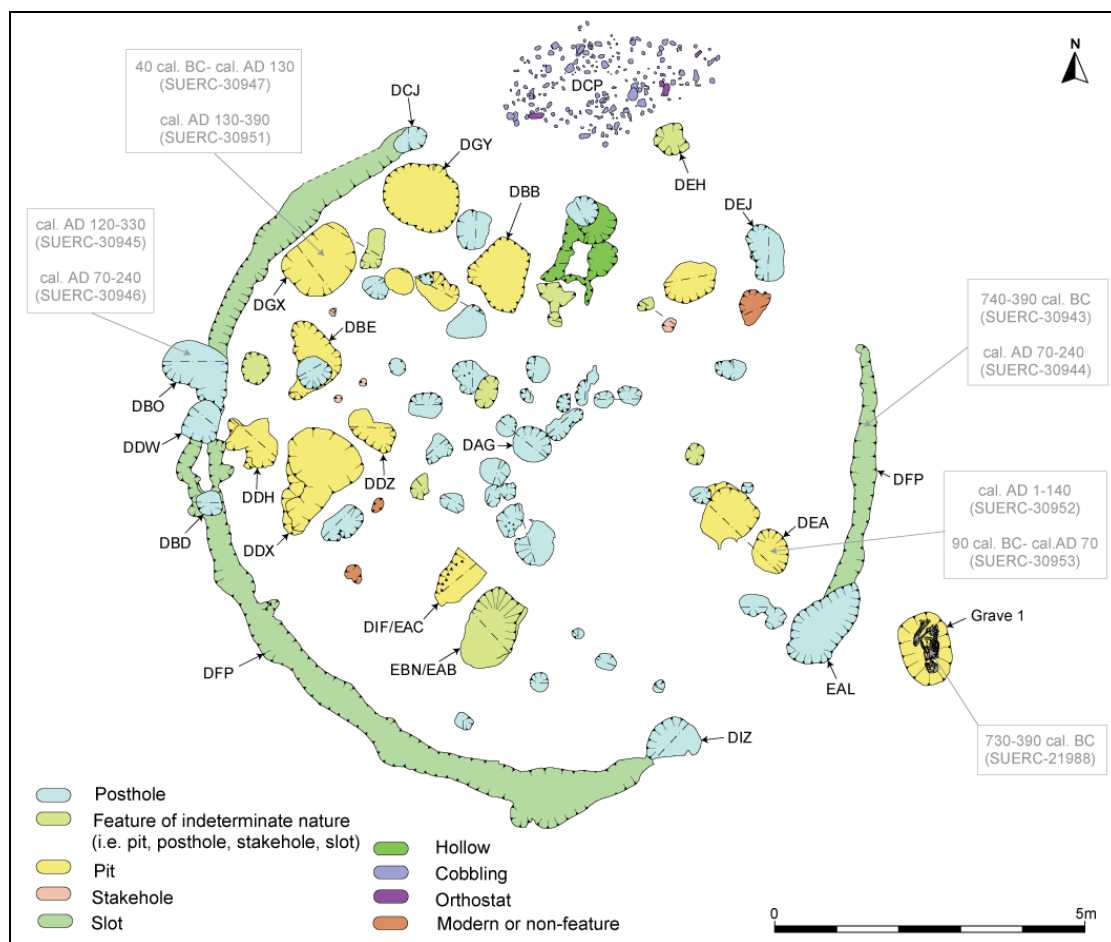 N
40 cal. BC- cal. AD 130
(SUERC-30947)
cal. AD 130-390
(SUERC-30951)
DCJ
DCP
DGY
DEH
DBB
DEJ
cal. AD 120-330
(SUERC-30945)
cal. AD 70-240
(SUERC-30946)
DGX
740-390 cal. BC
(SUERC-30943)
cal. AD 70-240
(SUERC-30944)
DBE
DBO
DDW
DAG
DDZ
DFP
DDH
cal. AD 1-140
(SUERC-30952)
90 cal. BC- cal.AD 70
(SUERC-30953)
DEA
DBD
DDX
Grave 1
DIF/EAC
EBN/EAB
DFP
EAL
730-390 cal. BC
(SUERC-21988)
DIZ
Posthole
Feature of indeterminate nature
(i.e. pit, posthole, stakehole, slot)
Pit
Stakehole
Slot
Hollow
Cobbling
Orthostat
Modern or non-feature
0
5m